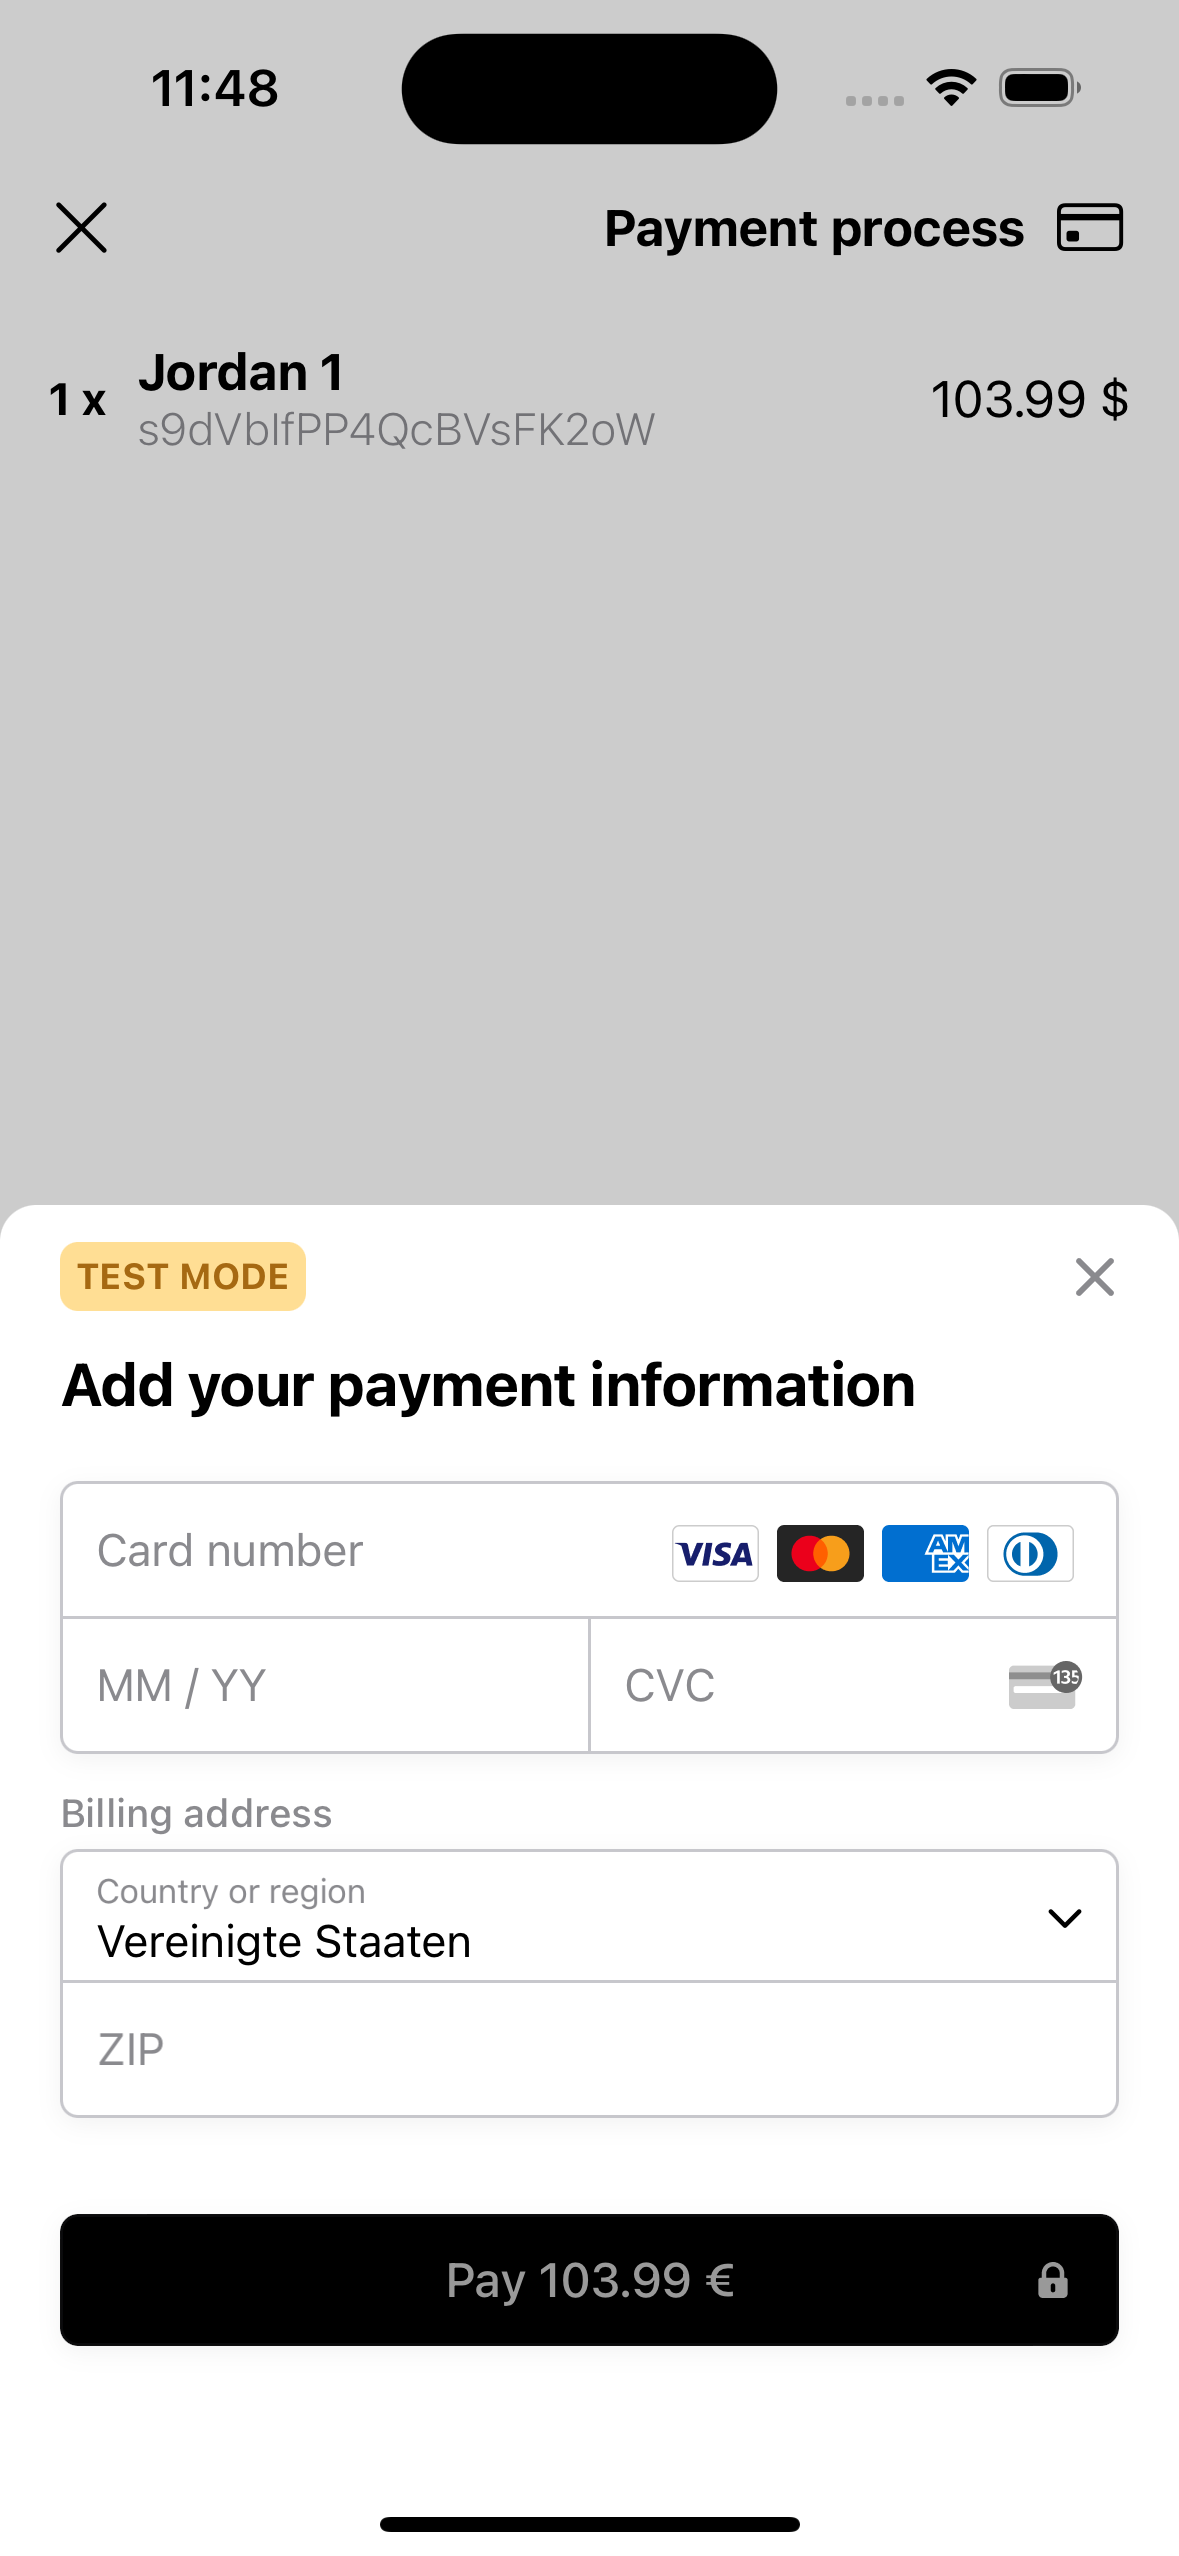 11:48
Payment process
1 x
Jordan 1
103.99 $
s9dVbIfPP4QcBVsFK2oW
TEST MODE
Add your payment information
Card number
VISA
AM
EX
MM / YY
CVC
135
Billing address
Country or region
Vereinigte Staaten
ZIP
Pay 103.99 €